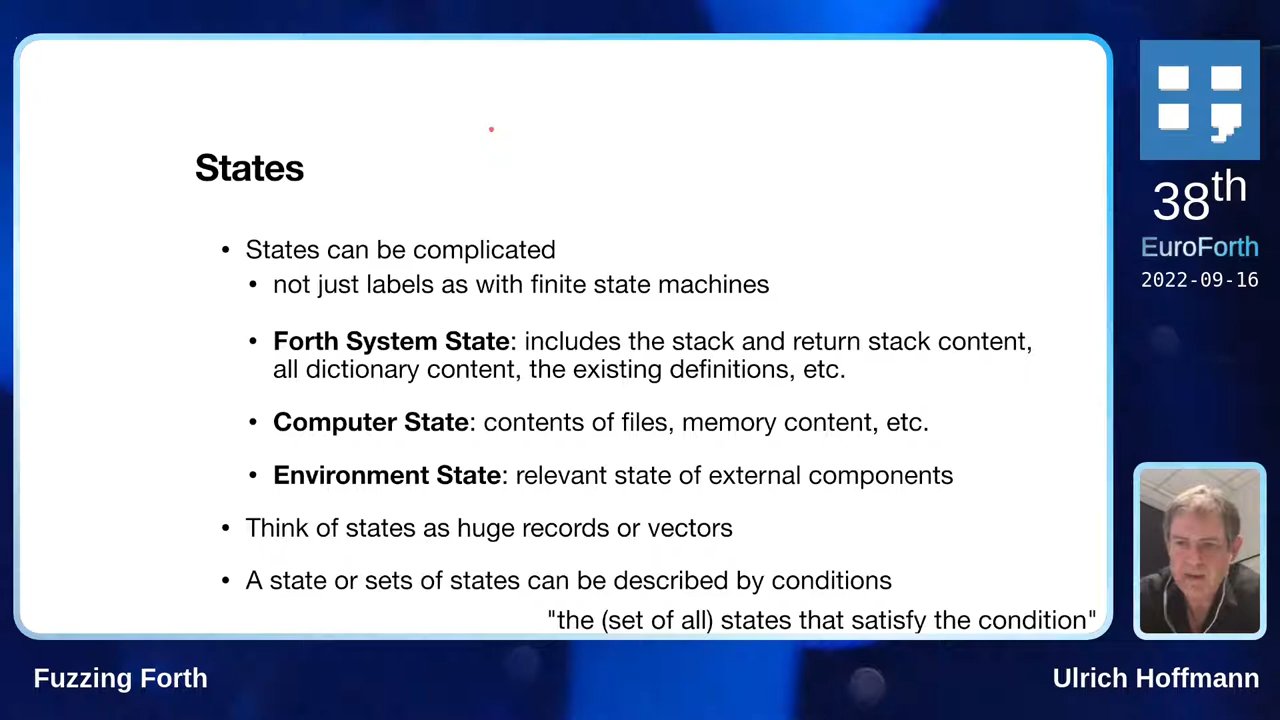 States
• States can be complicated
• not just labels as with finite state machines
• Forth System State: includes the stack and return stack content,
all dictionary content, the existing definitions, etc.
• Computer State: contents of files, memory content, etc.
• Environment State: relevant state of external components
• Think of states as huge records or vectors
• A state or sets of states can be described by conditions
"the (set of all) states that satisfy the condition"
38th
EuroForth
2022-09-16
Fuzzing Forth
Ulrich Hoffmann